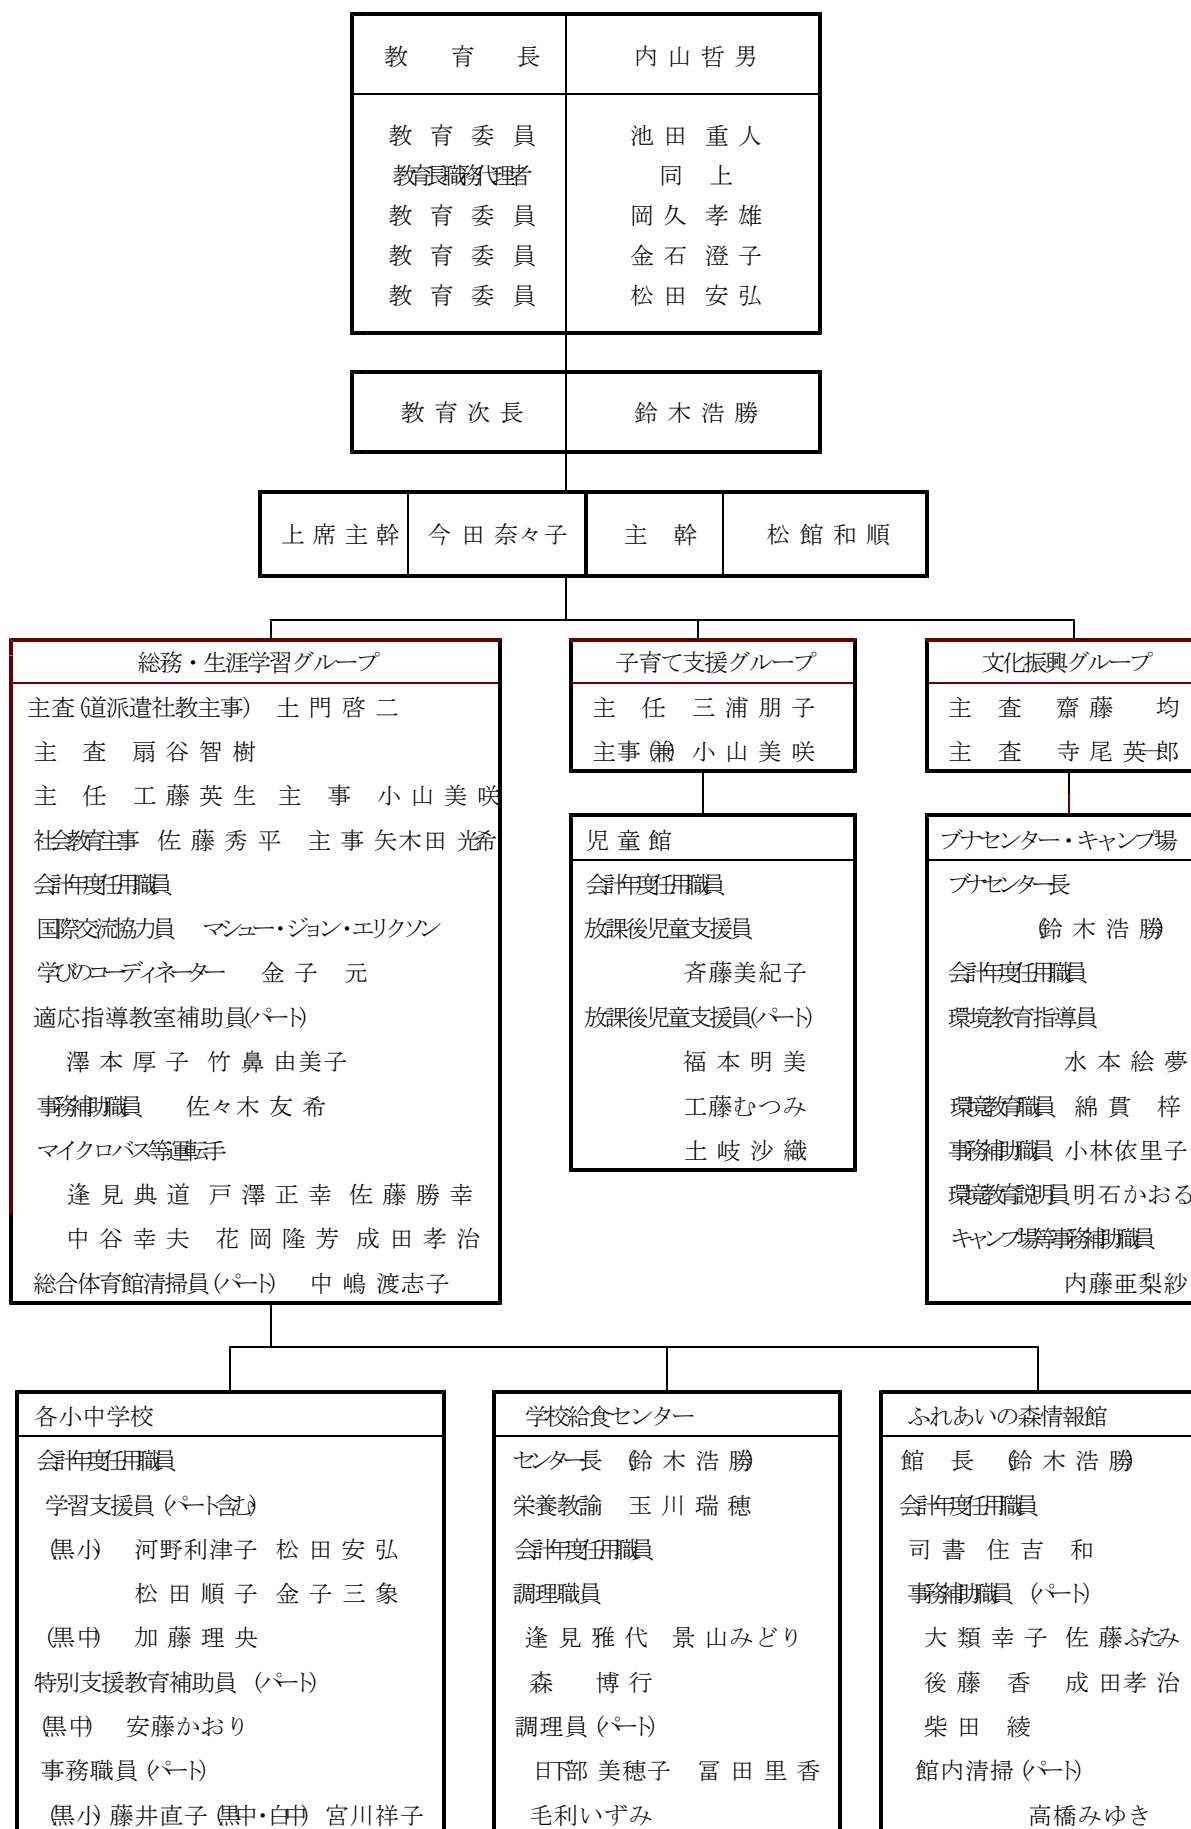 教育長 内山哲男
教育委員 池田重人
教育長職務代理者 同上
教育委員 岡久孝雄
教育委員 金石澄子
教育委員 松田安弘
教育次長 鈴木浩勝
上席主幹 今田奈々子 主幹 松館和順
総務・生涯学習グループ
主査(道派遣社教主事) 土門啓二
主査 扇谷智樹
主任 工藤英生 主事 小山美咲
社会教育主事 佐藤秀平 主事 矢木田光希
会計年度任用職員
国際交流協力員 マシュー・ジョン・エリクソン
学びのコーディネーター 金子 元
適応指導教室補助員(パート)
澤本厚子 竹鼻由美子
事務補助職員 佐々木友希
マイクロバス等運転手
逢見典道 戸澤正幸 佐藤勝幸
中谷幸夫 花岡隆芳 成田孝治
総合体育館清掃員(パート) 中嶋渡志子
子育て支援グループ
主任 三浦朋子
主事(兼) 小山美咲
児童館
会計年度任用職員
放課後児童支援員
斉藤美紀子
放課後児童支援員(パート)
福本明美
工藤むつみ
土岐沙織
文化振興グループ
主査 齋藤 均
主査 寺尾英一郎
ブナセンター・キャンプ場
ブナセンター長
(鈴木浩勝)
会計年度任用職員
環境教育指導員
水本絵夢
環境教育職員 綿貫 梓
事務補助職員 小林依里子
環境教育説明員 明石かおる
キャンプ場等事務補助職員
内藤亜梨紗
各小中学校
会計年度任用職員
学習支援員(パート含む)
(黒小) 河野利津子 松田安弘
松田順子 金子三象
(黒中) 加藤理央
特別支援教育補助員 (パート)
(黒中) 安藤かおり
事務職員(パート)
(黒小) 藤井直子 (黒中・白中) 宮川祥子
学校給食センター
センター長 (鈴木浩勝)
栄養教諭 玉川瑞穂
会計年度任用職員
調理職員
逢見雅代 景山みどり
森 博行
調理員(パート)
日下部美穂子 冨田里香
毛利いずみ
ふれあいの森情報館
館長 (鈴木浩勝)
会計年度任用職員
司書 住吉 和
事務補助職員 (パート)
大類幸子 佐藤ふたみ
後藤 香 成田孝治
柴田 綾
館内清掃(パート)
高橋みゆき